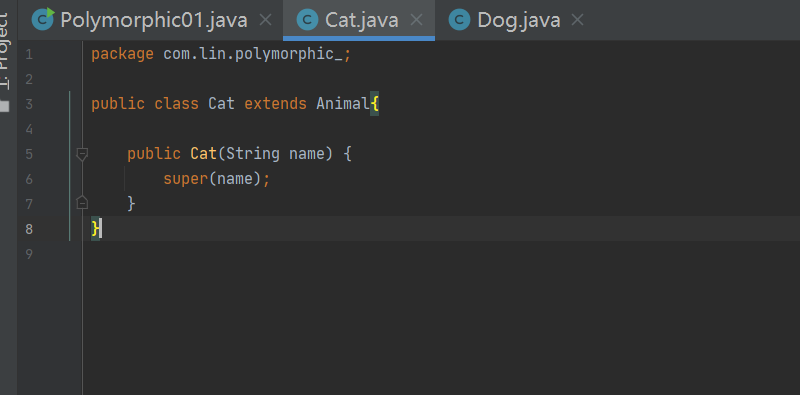 Polymorphic01.java Cat.java Dog.java
1: Project
1 package com.lin.polymorphic_;
2
3 public class Cat extends Animal{
4
5 public Cat(String name) {
6 super(name);
7 }
8 }
9